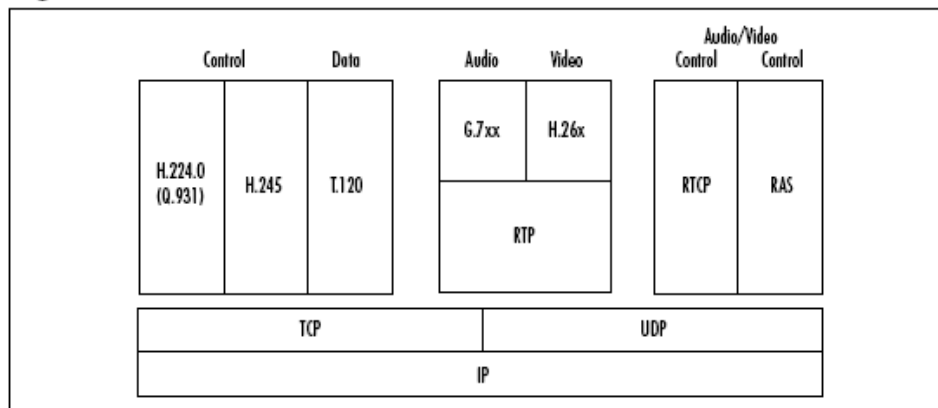 Audio/Video
Control Data Audio Video Control Control
G.7xx H.26x
H.224.0
(Q.931)
H.245 T.120 RTCP RAS
RTP
TCP UDP
IP